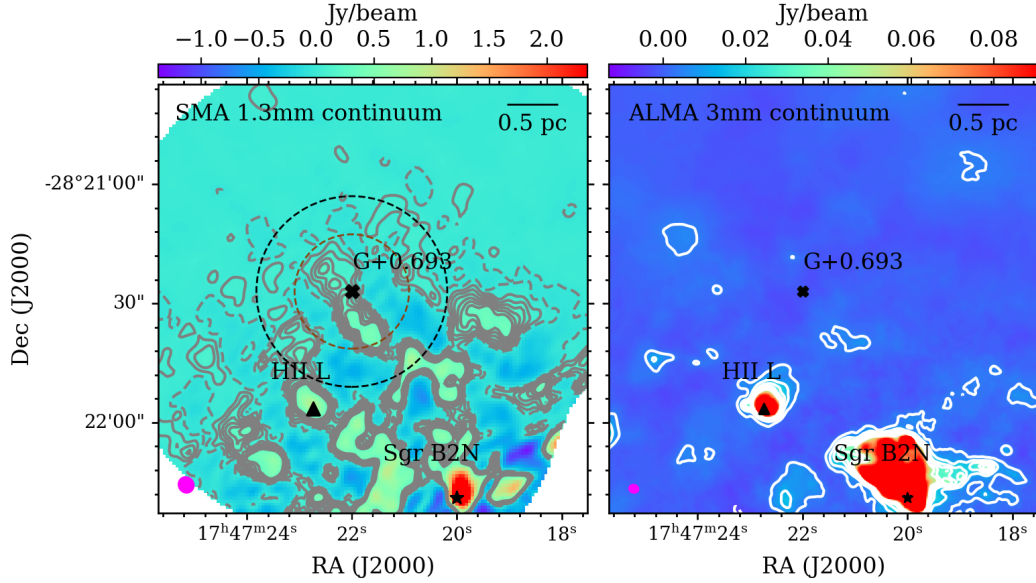 Jy/beam
Jy/beam
−1.0 −0.5 0.0 0.5 1.0 1.5 2.0
0.00 0.02 0.04 0.06 0.08
SMA 1.3mm continuum
0.5 pc
ALMA 3mm continuum
0.5 pc
-28°21'00"
G+0.693
G+0.693
30"
HII L
HII L
22'00"
Sgr B2N
Sgr B2N
17ʰ47ᵐ24ˢ 22ˢ 20ˢ 18ˢ
17ʰ47ᵐ24ˢ 22ˢ 20ˢ 18ˢ
RA (J2000)
RA (J2000)
Dec (J2000)